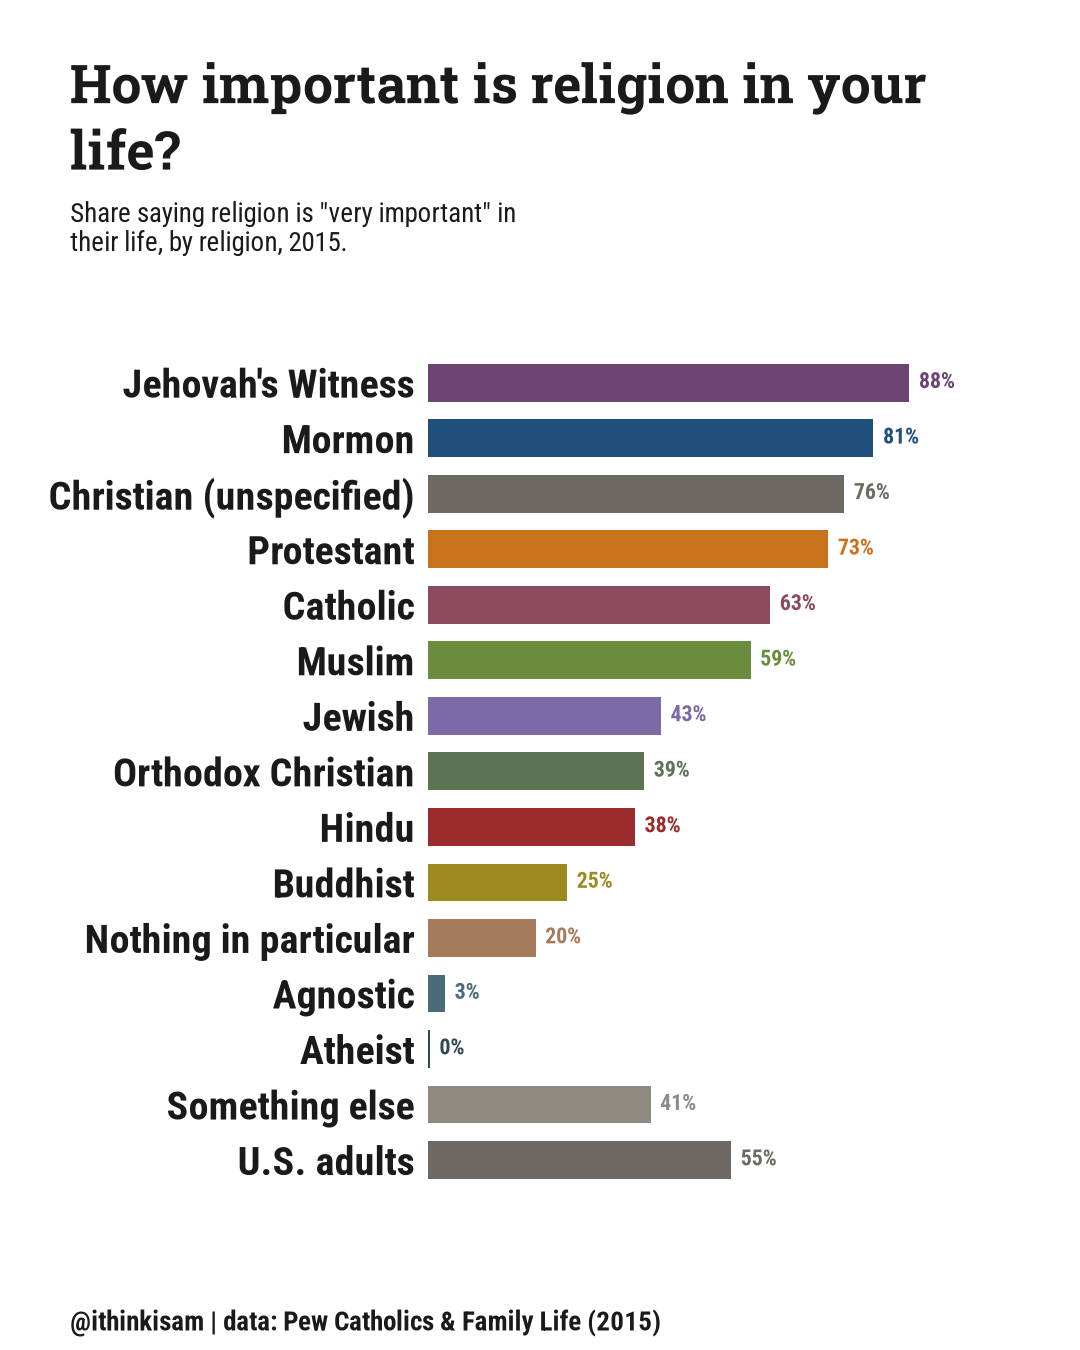 How important is religion in your
life?
Share saying religion is "very important" in
their life, by religion, 2015.
Jehovah's Witness 88%
Mormon 81%
Christian (unspecified) 76%
Protestant 73%
Catholic 63%
Muslim 59%
Jewish 43%
Orthodox Christian 39%
Hindu 38%
Buddhist 25%
Nothing in particular 20%
Agnostic 3%
Atheist 0%
Something else 41%
U.S. adults 55%
@ithinkisam | data: Pew Catholics & Family Life (2015)